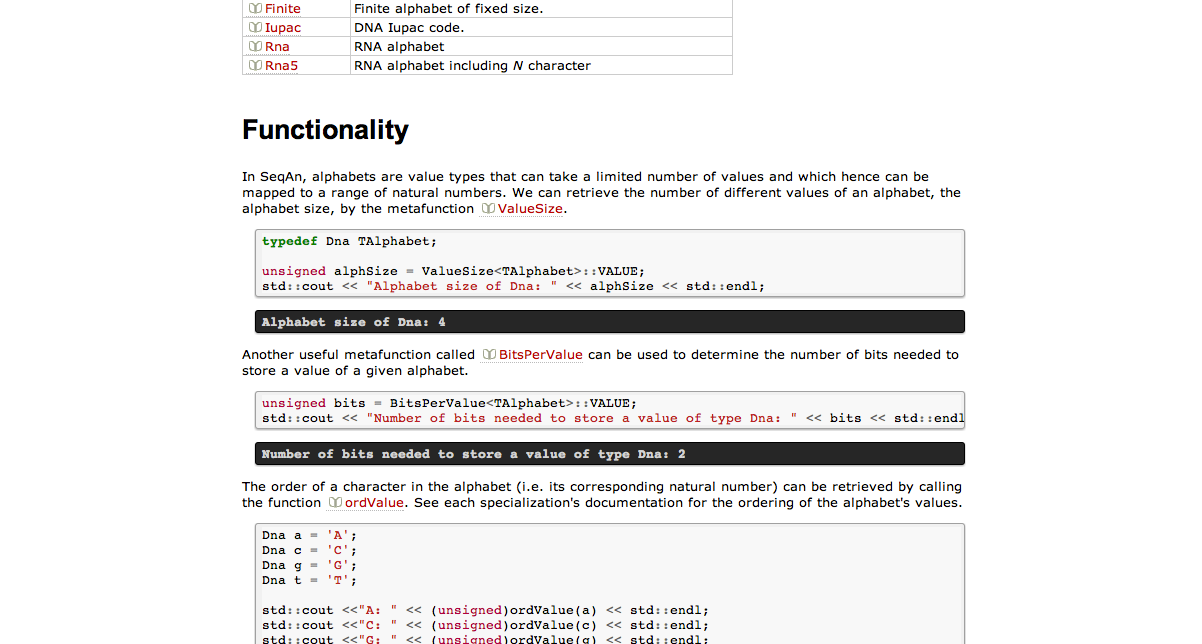 Finite Finite alphabet of fixed size.
Iupac DNA Iupac code.
Rna RNA alphabet
Rna5 RNA alphabet including N character
Functionality
In SeqAn, alphabets are value types that can take a limited number of values and which hence can be
mapped to a range of natural numbers. We can retrieve the number of different values of an alphabet, the
alphabet size, by the metafunction ValueSize.
typedef Dna TAlphabet;
unsigned alphSize = ValueSize<TAlphabet>::VALUE;
std::cout << "Alphabet size of Dna: " << alphSize << std::endl;
Alphabet size of Dna: 4
Another useful metafunction called BitsPerValue can be used to determine the number of bits needed to
store a value of a given alphabet.
unsigned bits = BitsPerValue<TAlphabet>::VALUE;
std::cout << "Number of bits needed to store a value of type Dna: " << bits << std::endl
Number of bits needed to store a value of type Dna: 2
The order of a character in the alphabet (i.e. its corresponding natural number) can be retrieved by calling
the function ordValue. See each specialization's documentation for the ordering of the alphabet's values.
Dna a = 'A';
Dna c = 'C';
Dna g = 'G';
Dna t = 'T';
std::cout <<"A: " << (unsigned)ordValue(a) << std::endl;
std::cout <<"C: " << (unsigned)ordValue(c) << std::endl;
std::cout <<"G: " << (unsigned)ordValue(g) << std::endl;